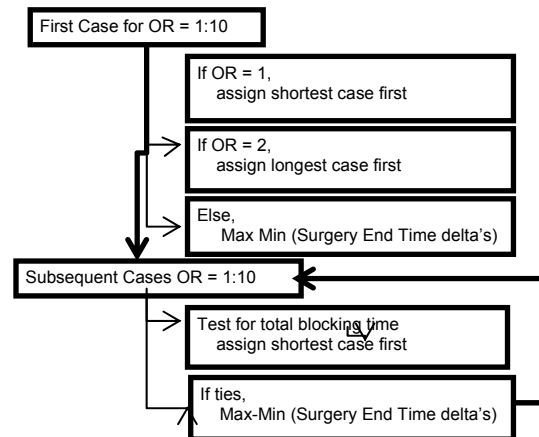 First Case for OR = 1:10
If OR = 1,
assign shortest case first
If OR = 2,
assign longest case first
Else,
Max Min (Surgery End Time delta's)
Subsequent Cases OR = 1:10
Test for total blocking time
assign shortest case first
If ties,
Max-Min (Surgery End Time delta's)